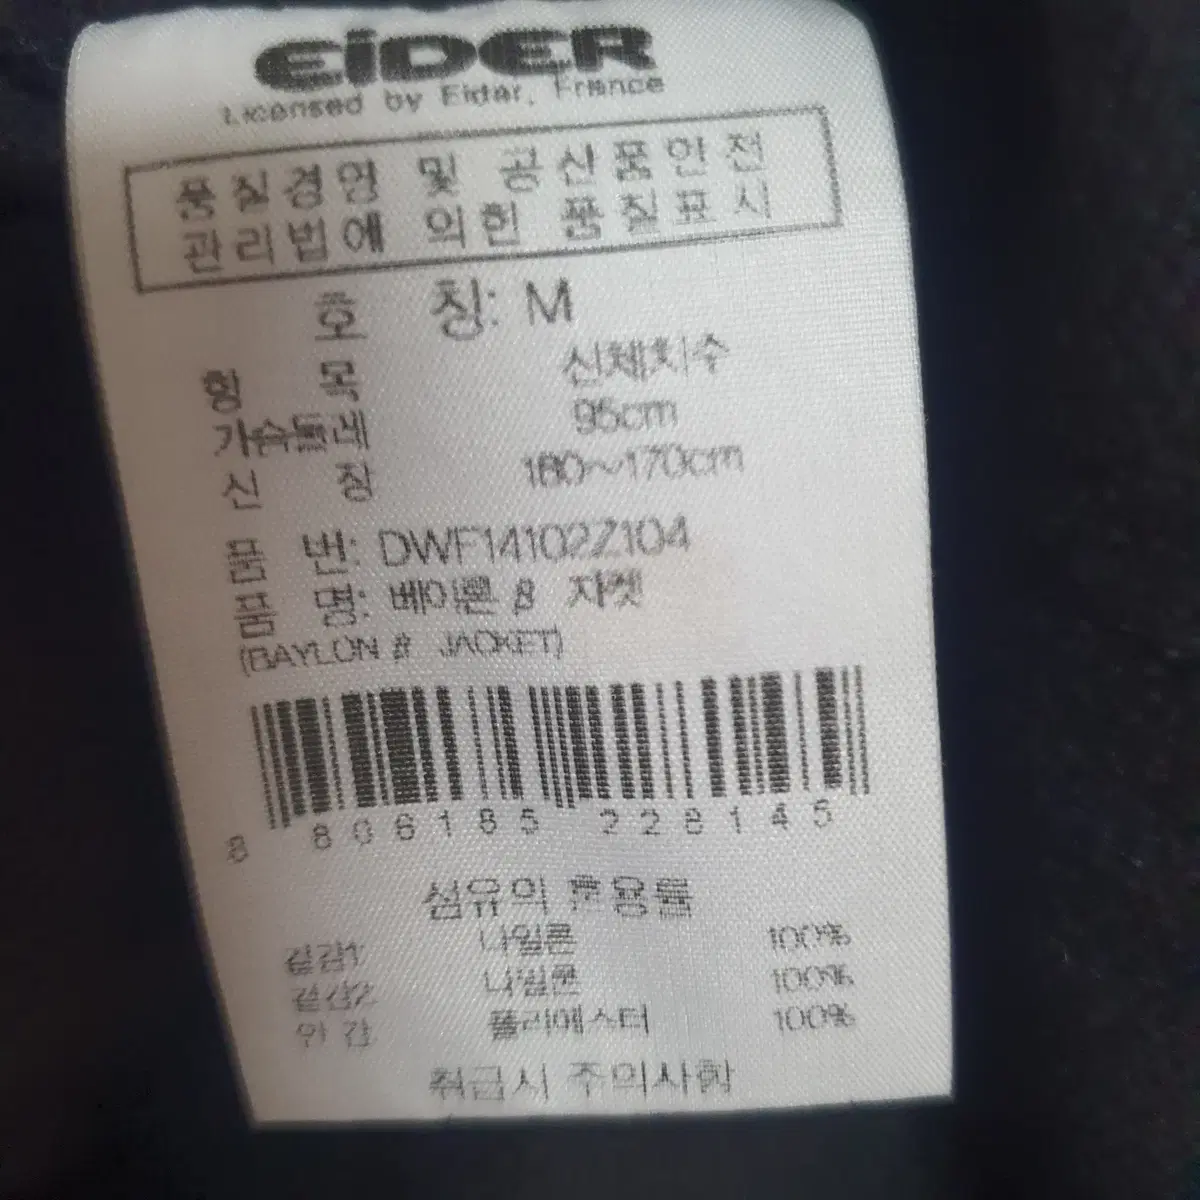 EiDER
Licensed by Eider, France
품질경영 및 공산품안전
관리법에 의한 품질표시
호 칭: M
항 목 신체치수
가슴둘레 95cm
신 장 160~170cm
품 번: DWF14102Z104
품 명: 베이론 자켓
(BAYLON JACKET)
8 806185 228145
섬유의 혼용률
겉감1 나일론 100%
겉감2 나일론 100%
안 감 폴리에스터 100%
취급시 주의사항